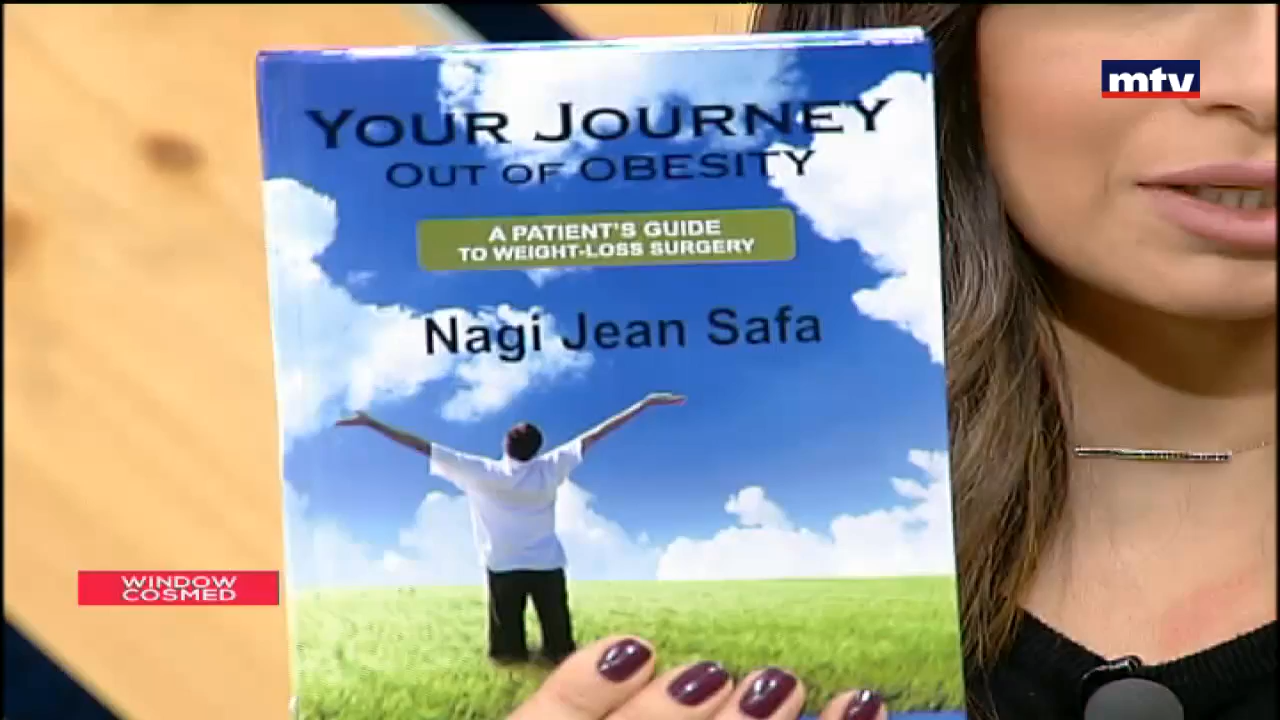 mtv
YOUR JOURNEY
OUT OF OBESITY
A PATIENT'S GUIDE
TO WEIGHT-LOSS SURGERY
Nagi Jean Safa
WINDOW
COSMED